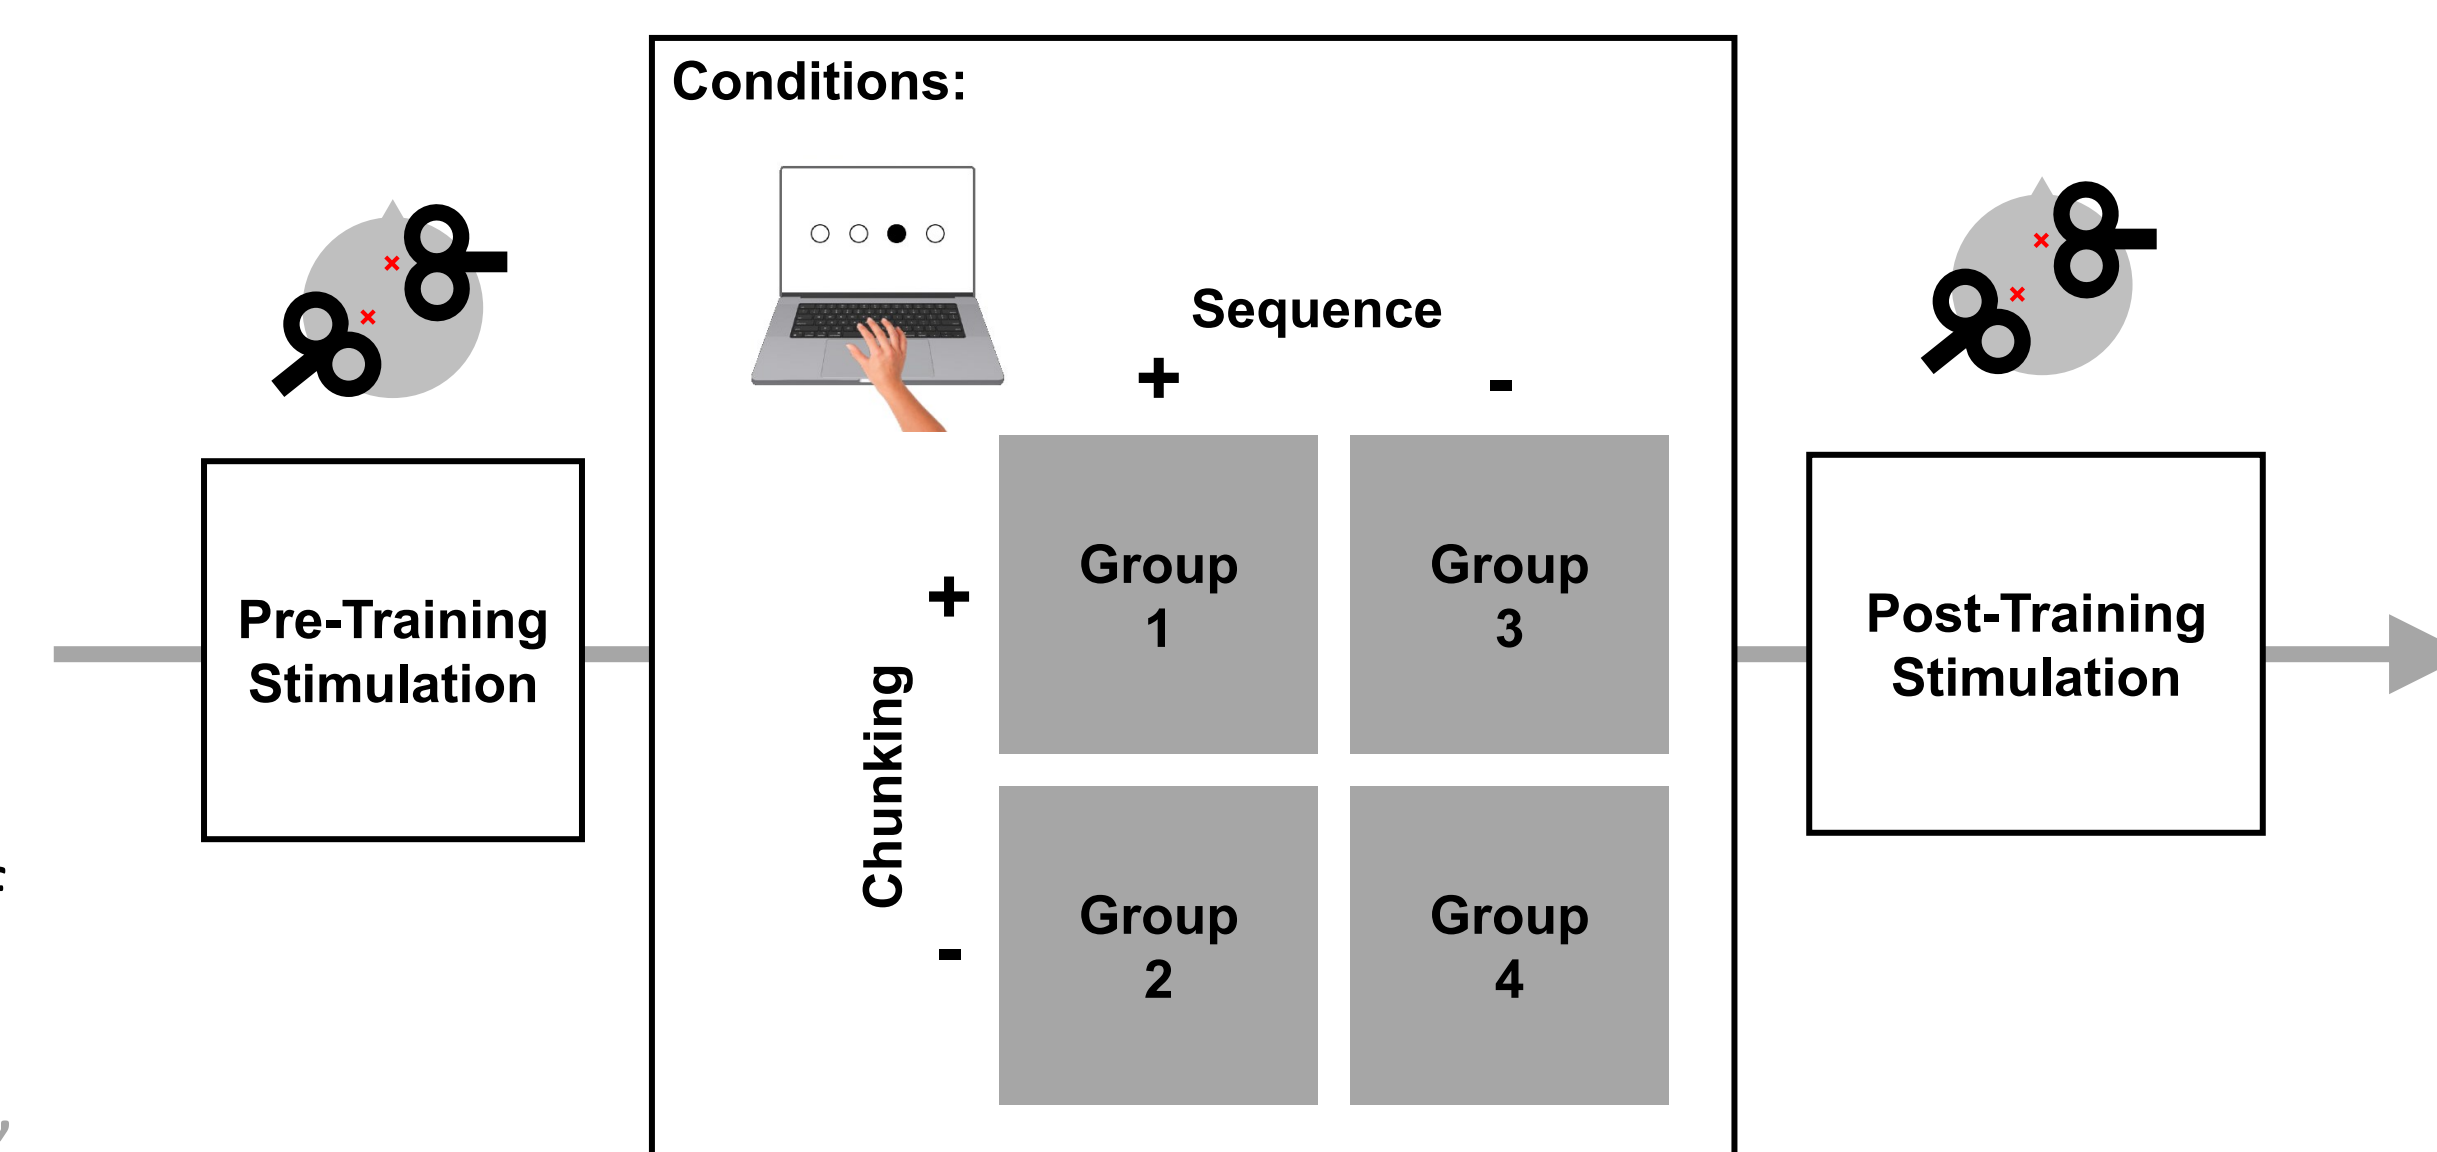 Conditions:
Sequence
+ -
Pre-Training
Stimulation
Chunking
+
-
Group
1
Group
3
Group
2
Group
4
Post-Training
Stimulation